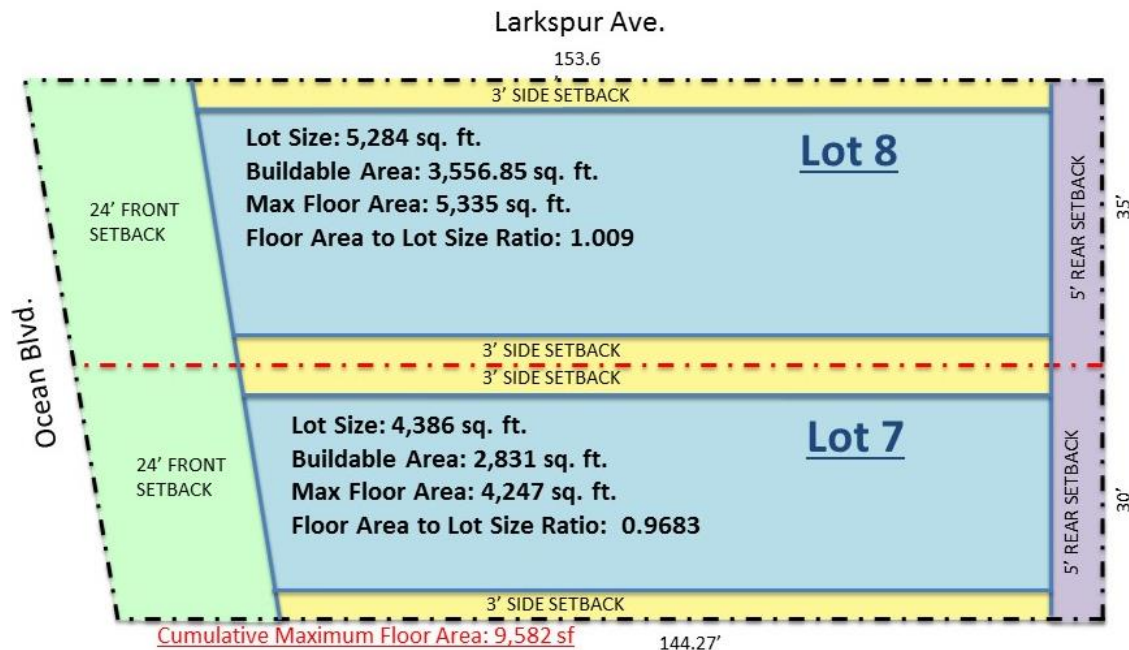 Larkspur Ave.
153.6
3' SIDE SETBACK
Lot Size: 5,284 sq. ft.
Buildable Area: 3,556.85 sq. ft.
Max Floor Area: 5,335 sq. ft.
Floor Area to Lot Size Ratio: 1.009
Lot 8
24' FRONT
SETBACK
5' REAR SETBACK
35'
Ocean Blvd.
3' SIDE SETBACK
3' SIDE SETBACK
Lot Size: 4,386 sq. ft.
Buildable Area: 2,831 sq. ft.
Max Floor Area: 4,247 sq. ft.
Floor Area to Lot Size Ratio: 0.9683
Lot 7
24' FRONT
SETBACK
5' REAR SETBACK
30'
3' SIDE SETBACK
Cumulative Maximum Floor Area: 9,582 sf
144.27'